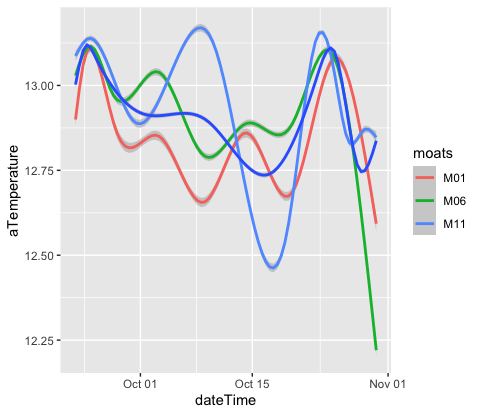 13.00
12.75
12.50
12.25
aTemperature
Oct 01
Oct 15
Nov 01
dateTime
moats
M01
M06
M11